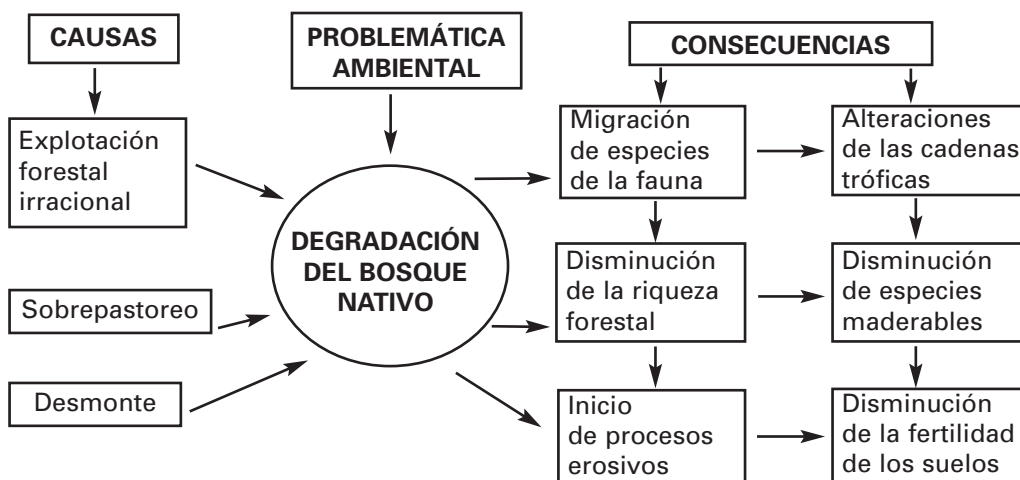 CAUSAS
PROBLEMÁTICA
AMBIENTAL
CONSECUENCIAS
Explotación
forestal
irracional
Sobrepastoreo
Desmonte
DEGRADACIÓN
DEL BOSQUE
NATIVO
Migración
de especies
de la fauna
Alteraciones
de las cadenas
tróficas
Disminución
de la riqueza
forestal
Disminución
de especies
maderables
Inicio
de procesos
erosivos
Disminución
de la fertilidad
de los suelos